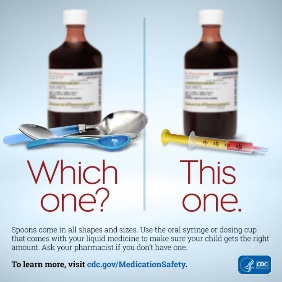 Which
one?
This
one.
Spoons come in all shapes and sizes. Use the oral syringe or dosing cup
that comes with your liquid medicine to make sure your child gets the right
amount. Ask your pharmacist if you don't have one.
To learn more, visit cdc.gov/MedicationSafety.
CDC